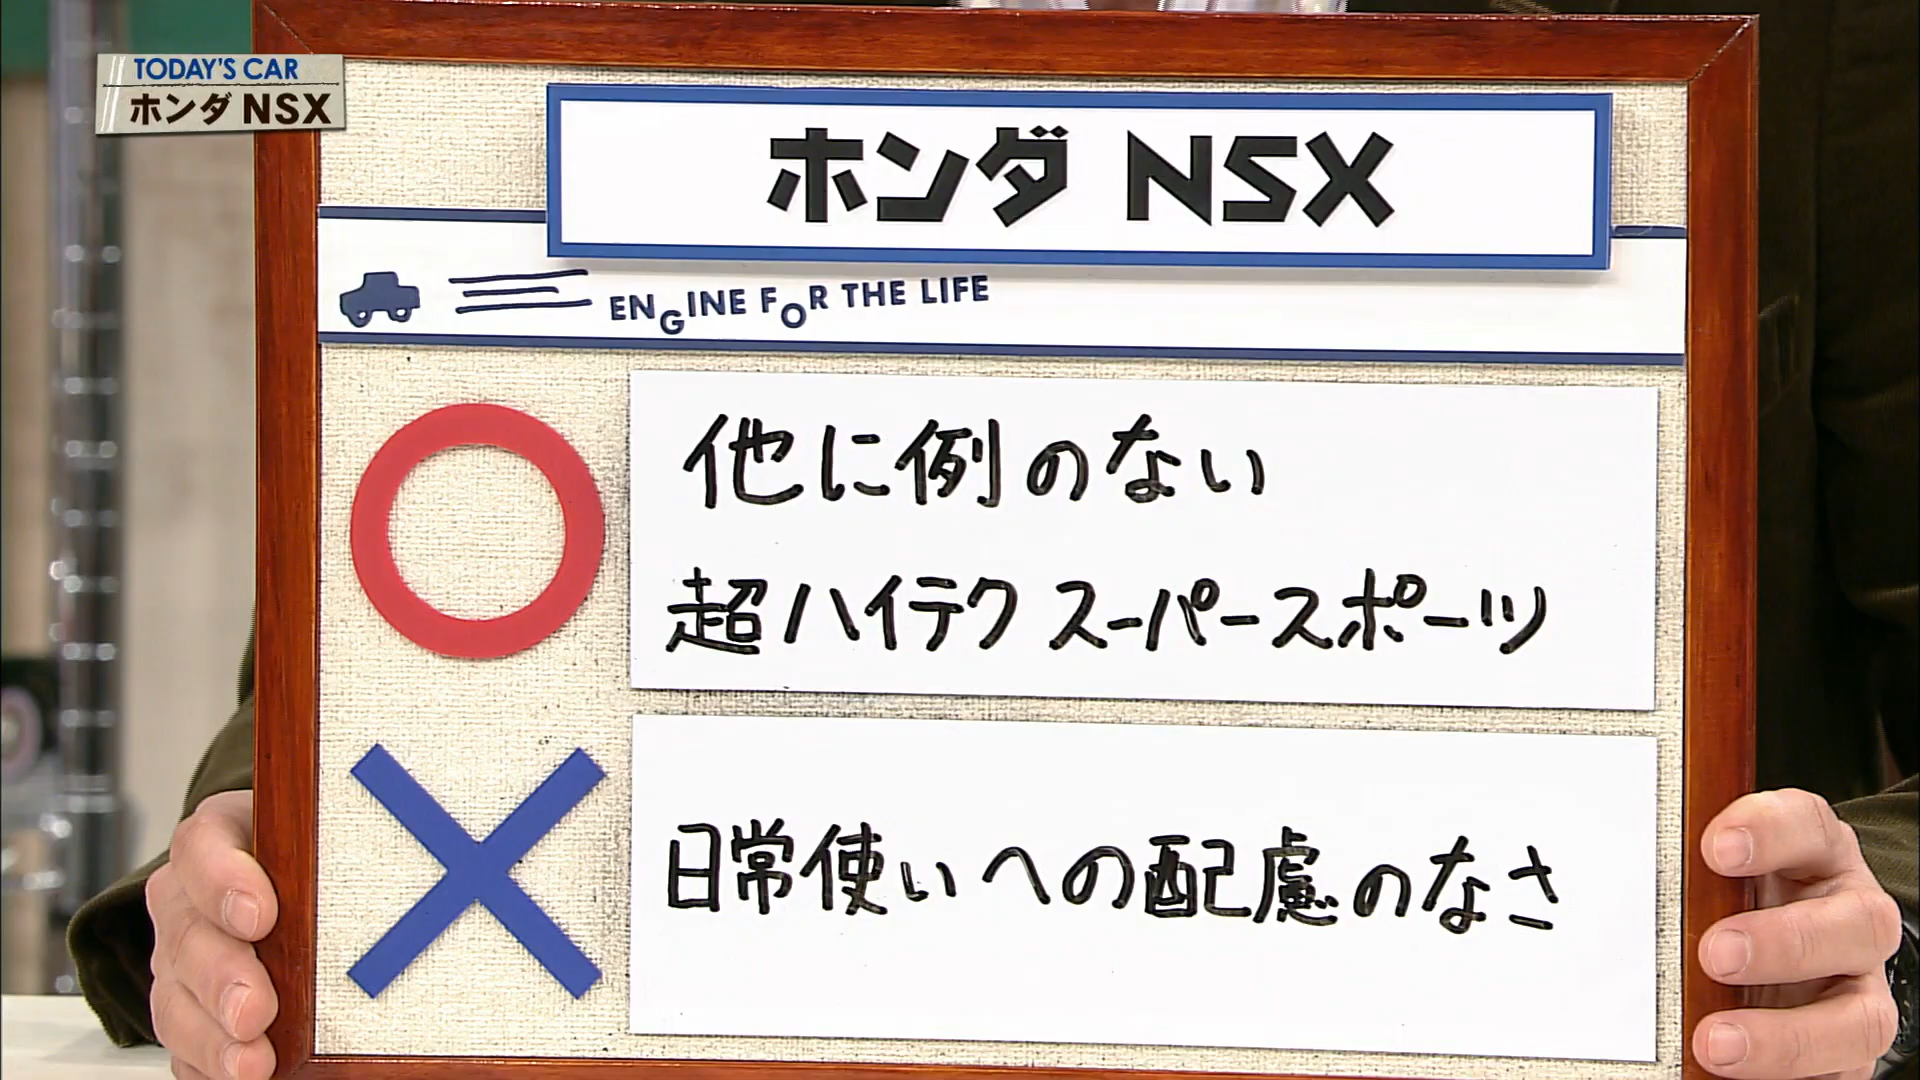 TODAY'S CAR
ホンダ NSX
ホンダ NSX
ENGINE FOR THE LIFE
他に例のない
超ハイテクスーパースポーツ
日常使いへの配慮のなさ